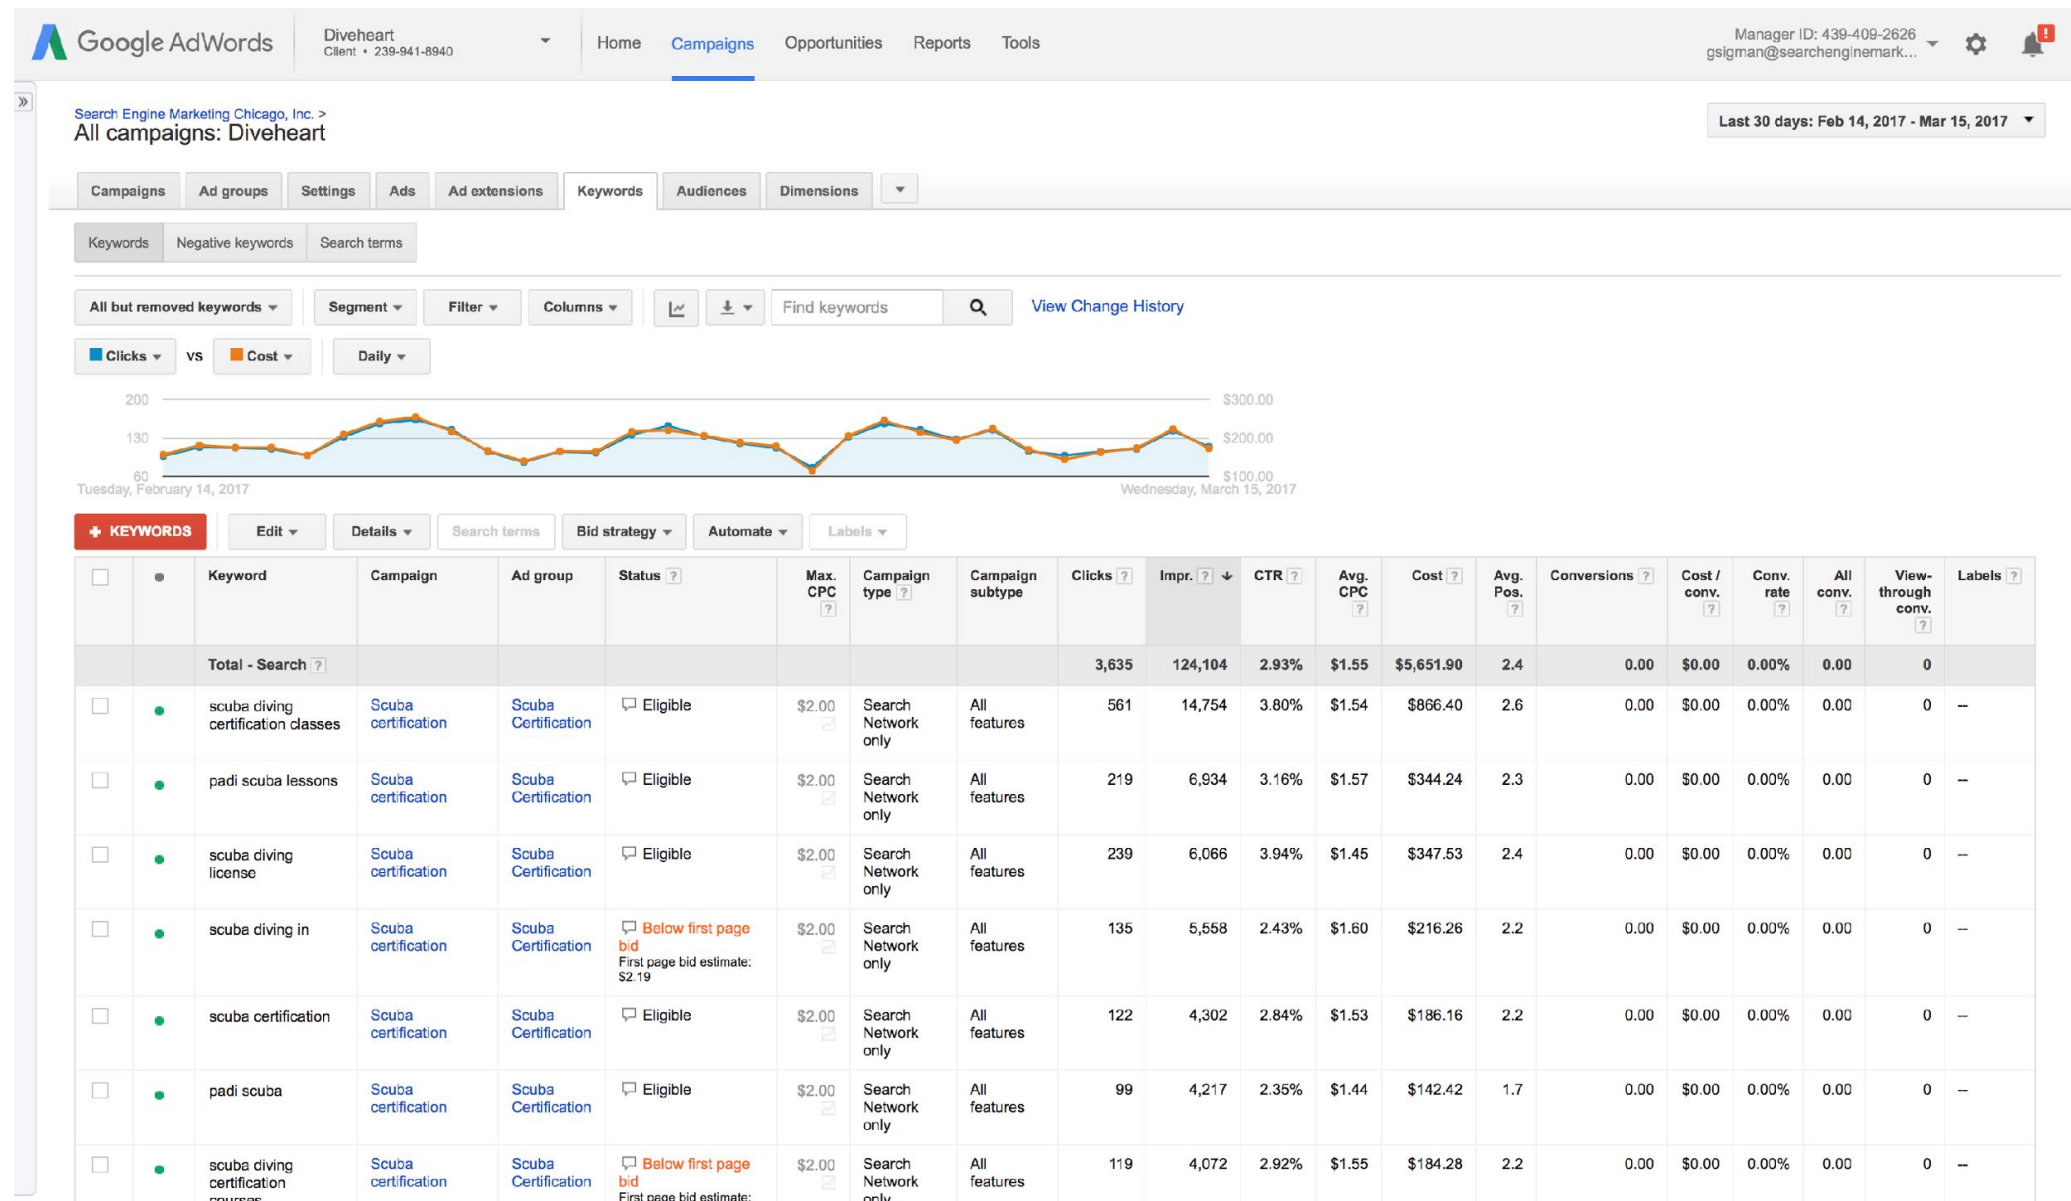 Google AdWords
Diveheart
Client • 239-941-8940
Home Campaigns Opportunities Reports Tools
Manager ID: 439-409-2626
gsigman@searchenginemark...
!
»
Search Engine Marketing Chicago, Inc. >
All campaigns: Diveheart
Last 30 days: Feb 14, 2017 - Mar 15, 2017
Campaigns Ad groups Settings Ads Ad extensions Keywords Audiences Dimensions
Keywords Negative keywords Search terms
All but removed keywords Segment Filter Columns Find keywords View Change History
Clicks vs Cost Daily
200 $300.00
130 $200.00
60 $100.00
Tuesday, February 14, 2017 Wednesday, March 15, 2017
+ KEYWORDS Edit Details Search terms Bid strategy Automate Labels
Keyword Campaign Ad group Status ? Max. Campaign Campaign Clicks ? Impr. ? ↓ CTR ? Avg. Cost ? Avg. Conversions ? Cost / Conv. All View- Labels ?
CPC type ? subtype CPC Pos. conv. rate conv. through
? ? ? ? ? ? conv.
?
Total - Search ? 3,635 124,104 2.93% $1.55 $5,651.90 2.4 0.00 $0.00 0.00% 0.00 0
scuba diving Scuba Scuba Eligible $2.00 Search All 561 14,754 3.80% $1.54 $866.40 2.6 0.00 $0.00 0.00% 0.00 0 --
certification classes certification Certification Network features
only
padi scuba lessons Scuba Scuba Eligible $2.00 Search All 219 6,934 3.16% $1.57 $344.24 2.3 0.00 $0.00 0.00% 0.00 0 --
certification Certification Network features
only
scuba diving Scuba Scuba Eligible $2.00 Search All 239 6,066 3.94% $1.45 $347.53 2.4 0.00 $0.00 0.00% 0.00 0 --
license certification Certification Network features
only
scuba diving in Scuba Scuba Below first page $2.00 Search All 135 5,558 2.43% $1.60 $216.26 2.2 0.00 $0.00 0.00% 0.00 0 --
certification Certification bid Network features
First page bid estimate: only
$2.19
scuba certification Scuba Scuba Eligible $2.00 Search All 122 4,302 2.84% $1.53 $186.16 2.2 0.00 $0.00 0.00% 0.00 0 --
certification Certification Network features
only
padi scuba Scuba Scuba Eligible $2.00 Search All 99 4,217 2.35% $1.44 $142.42 1.7 0.00 $0.00 0.00% 0.00 0 --
certification Certification Network features
only
scuba diving Scuba Scuba Below first page $2.00 Search All 119 4,072 2.92% $1.55 $184.28 2.2 0.00 $0.00 0.00% 0.00 0 --
certification certification Certification bid Network features
courses First page bid estimate: only